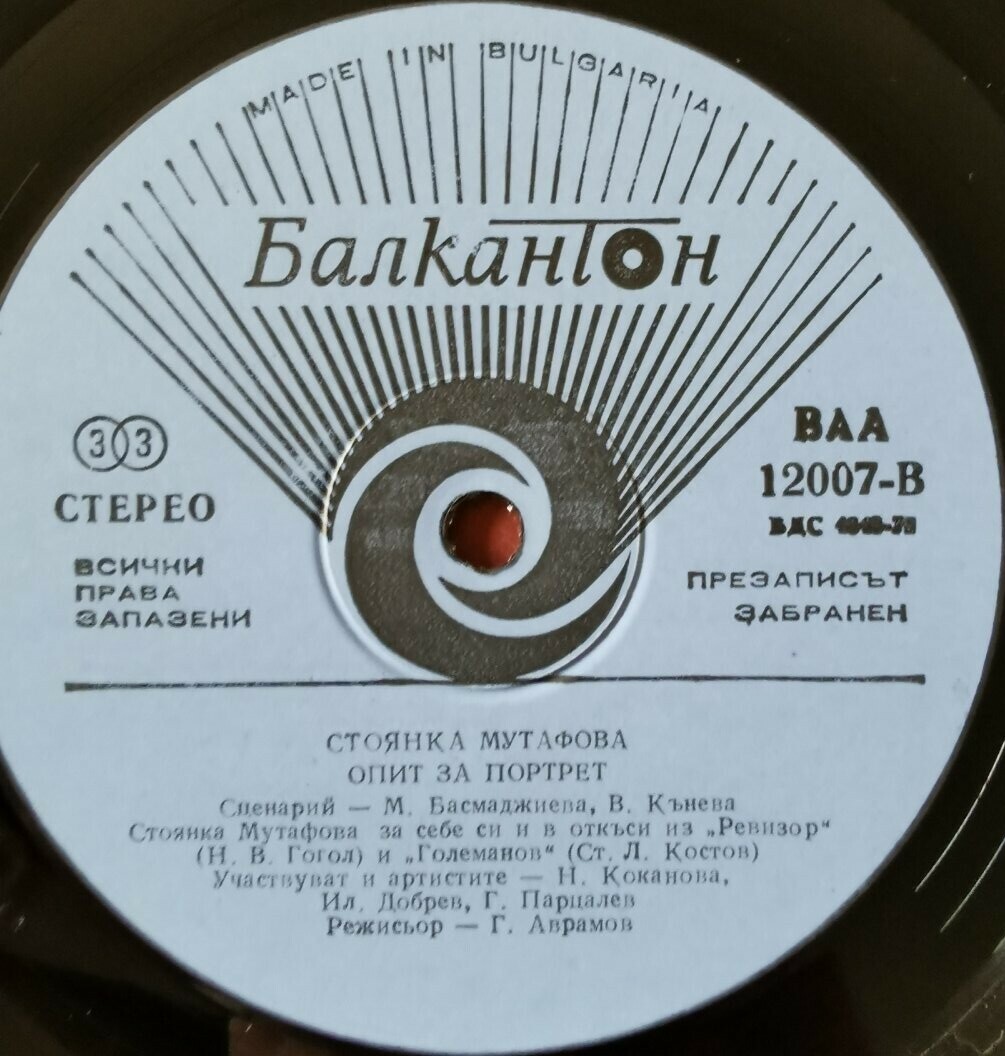 MADE IN BULGARIA
Балкантон
33
СТЕРЕО
ВСИЧКИ
ПРАВА
ЗАПАЗЕНИ
ВАА
12007-В
БДС
ПРЕЗАПИСЪТ
ЗАБРАНЕН
СТОЯНКА МУТАФОВА
ОПИТ ЗА ПОРТРЕТ
Сценарий — М. Басмаджиева, В. Кънева
Стоянка Мутафова за себе си и в откъси из „Ревизор“
(Н. В. Гогол) и „Големанов“ (Ст. Л. Костов)
Участвуват и артистите — Н. Коканова,
Ил. Добрев, Г. Парцалев
Режисьор — Г. Аврамов